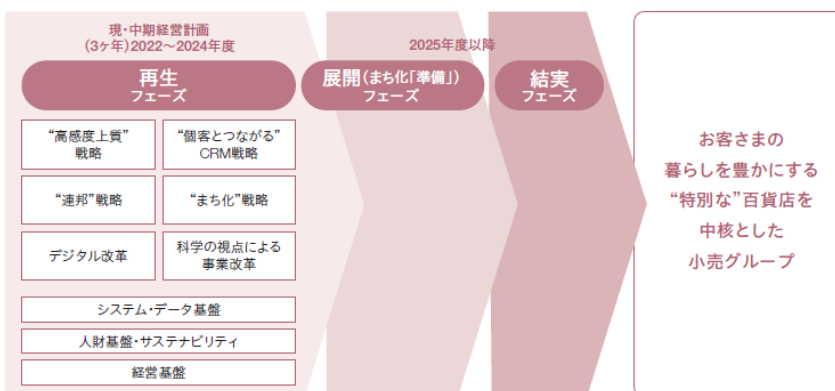 現・中期経営計画
(3ヶ年)2022〜2024年度
2025年度以降
再生
フェーズ
展開(まち化「準備」)
フェーズ
結実
フェーズ
“高感度上質”
戦略
“個客とつながる”
CRM戦略
“連邦”戦略
“まち化”戦略
デジタル改革
科学の視点による
事業改革
システム・データ基盤
人財基盤・サステナビリティ
経営基盤
お客さまの
暮らしを豊かにする
“特別な”百貨店を
中核とした
小売グループ